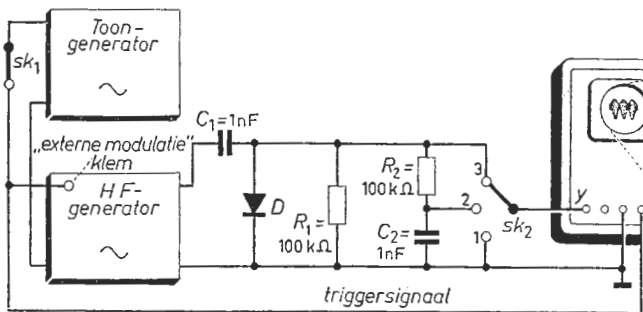 Toon-
generator
sk₁
„externe modulatie"
klem
HF-
generator
C₁=1nF
D
R₁=
100kΩ
R₂=
100kΩ
C₂=
1nF
3
2
1
sk₂
y
triggersignaal